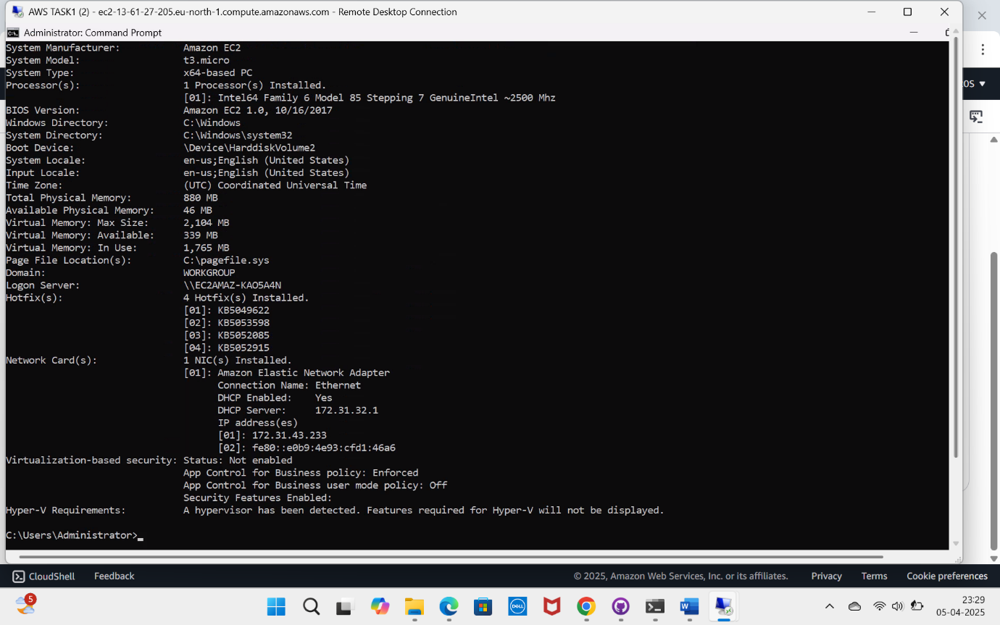 AWS TASK1 (2) - ec2-13-61-27-205.eu-north-1.compute.amazonaws.com - Remote Desktop Connection
Administrator: Command Prompt
System Manufacturer: Amazon EC2
System Model: t3.micro
System Type: x64-based PC
Processor(s): 1 Processor(s) Installed.
[01]: Intel64 Family 6 Model 85 Stepping 7 GenuineIntel ~2500 Mhz
BIOS Version: Amazon EC2 1.0, 10/16/2017
Windows Directory: C:\Windows
System Directory: C:\Windows\system32
Boot Device: \Device\HarddiskVolume2
System Locale: en-us;English (United States)
Input Locale: en-us;English (United States)
Time Zone: (UTC) Coordinated Universal Time
Total Physical Memory: 880 MB
Available Physical Memory: 46 MB
Virtual Memory: Max Size: 2,104 MB
Virtual Memory: Available: 339 MB
Virtual Memory: In Use: 1,765 MB
Page File Location(s): C:\pagefile.sys
Domain: WORKGROUP
Logon Server: \\EC2AMAZ-KAO5A4N
Hotfix(s): 4 Hotfix(s) Installed.
[01]: KB5049622
[02]: KB5053598
[03]: KB5052085
[04]: KB5052915
Network Card(s): 1 NIC(s) Installed.
[01]: Amazon Elastic Network Adapter
Connection Name: Ethernet
DHCP Enabled: Yes
DHCP Server: 172.31.32.1
IP address(es)
[01]: 172.31.43.233
[02]: fe80::e0b9:4e93:cfd1:46a6
Virtualization-based security: Status: Not enabled
App Control for Business policy: Enforced
App Control for Business user mode policy: Off
Security Features Enabled:
Hyper-V Requirements: A hypervisor has been detected. Features required for Hyper-V will not be displayed.
C:\Users\Administrator>_
CloudShell Feedback © 2025, Amazon Web Services, Inc. or its affiliates. Privacy Terms Cookie preferences
5
DELL
23:29
05-04-2025